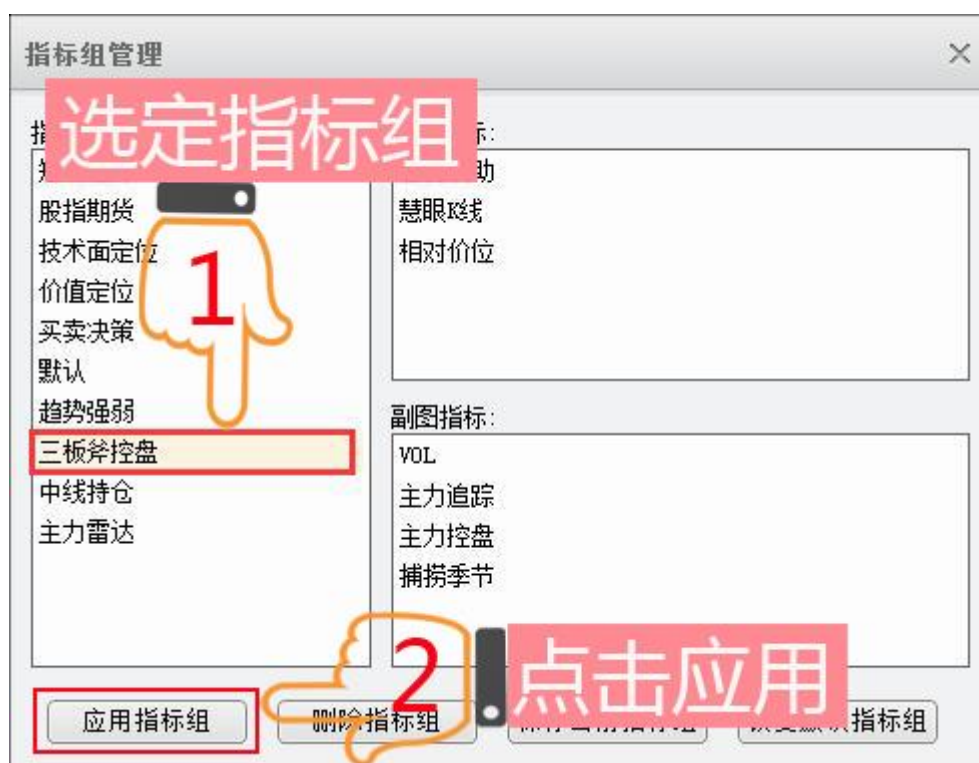 指标组管理
选定指标组
股指期货
技术面定位
价值定位
买卖决策
默认
趋势强弱
三板斧控盘
中线持仓
主力雷达
助
慧眼K线
相对价位
副图指标:
VOL
主力追踪
主力控盘
捕捞季节
1
2
点击应用
应用指标组
删除指标组
指标组